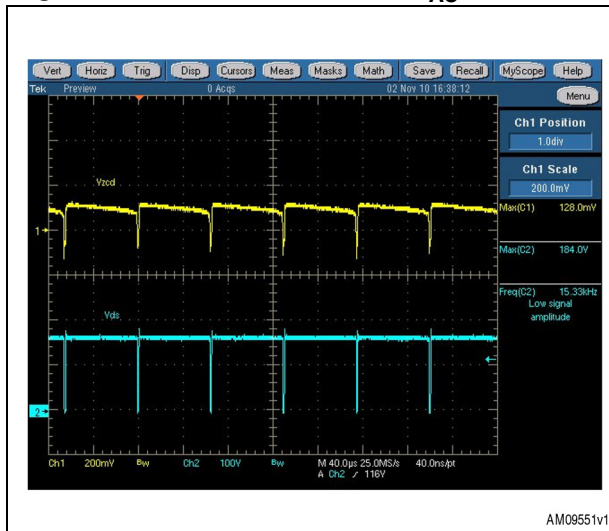 Vert Horiz Trig Disp Cursors Meas Masks Math Save Recall MyScope Help
Tek Preview 0 Acqs 02 Nov 10 16:38:12
Menu
Ch1 Position
1.0div
Ch1 Scale
200.0mV
Vzcd
Max(C1) 128.0mV
1
Max(C2) 184.0V
Freq(C2) 15.33kHz
Low signal
amplitude
Vds
2
Ch1 200mV Bw Ch2 100V Bw M 40.0µs 25.0MS/s 40.0ns/pt
A Ch2 / 116V
AM09551v1